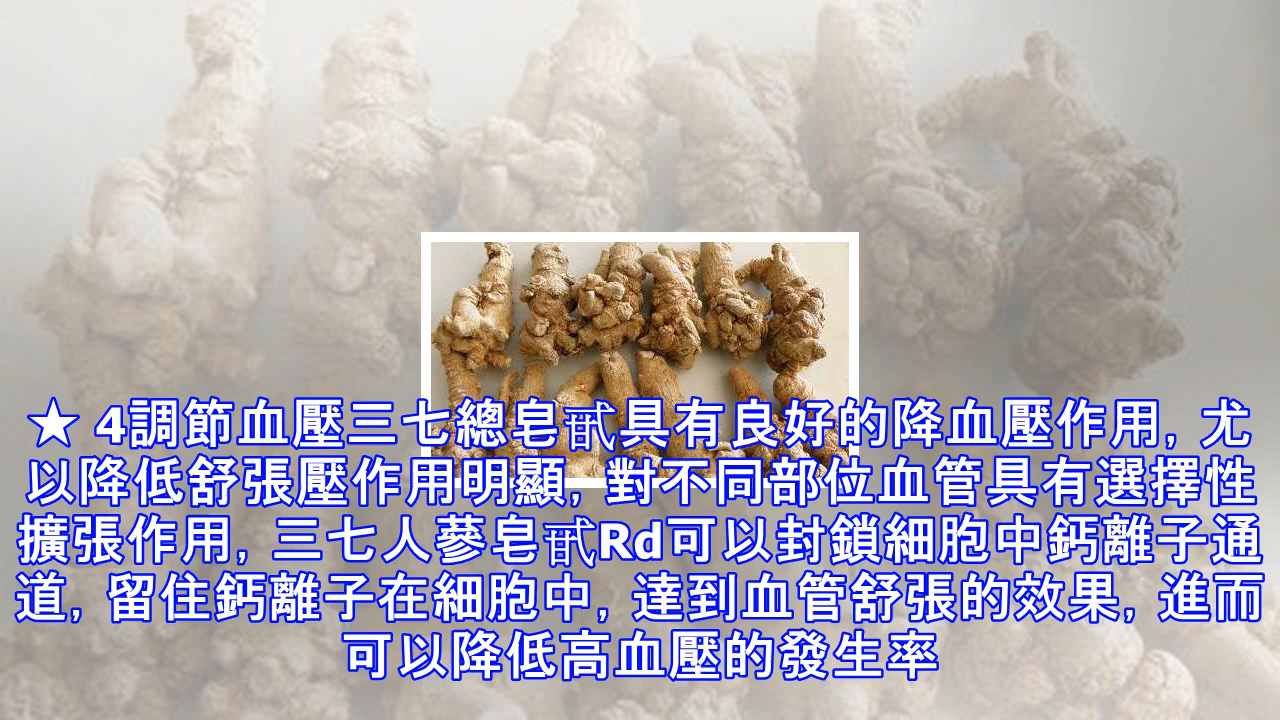 ★ 4調節血壓三七總皂甙具有良好的降血壓作用, 尤
以降低舒張壓作用明顯, 對不同部位血管具有選擇性
擴張作用, 三七人蔘皂甙Rd可以封鎖細胞中鈣離子通
道, 留住鈣離子在細胞中, 達到血管舒張的效果, 進而
可以降低高血壓的發生率